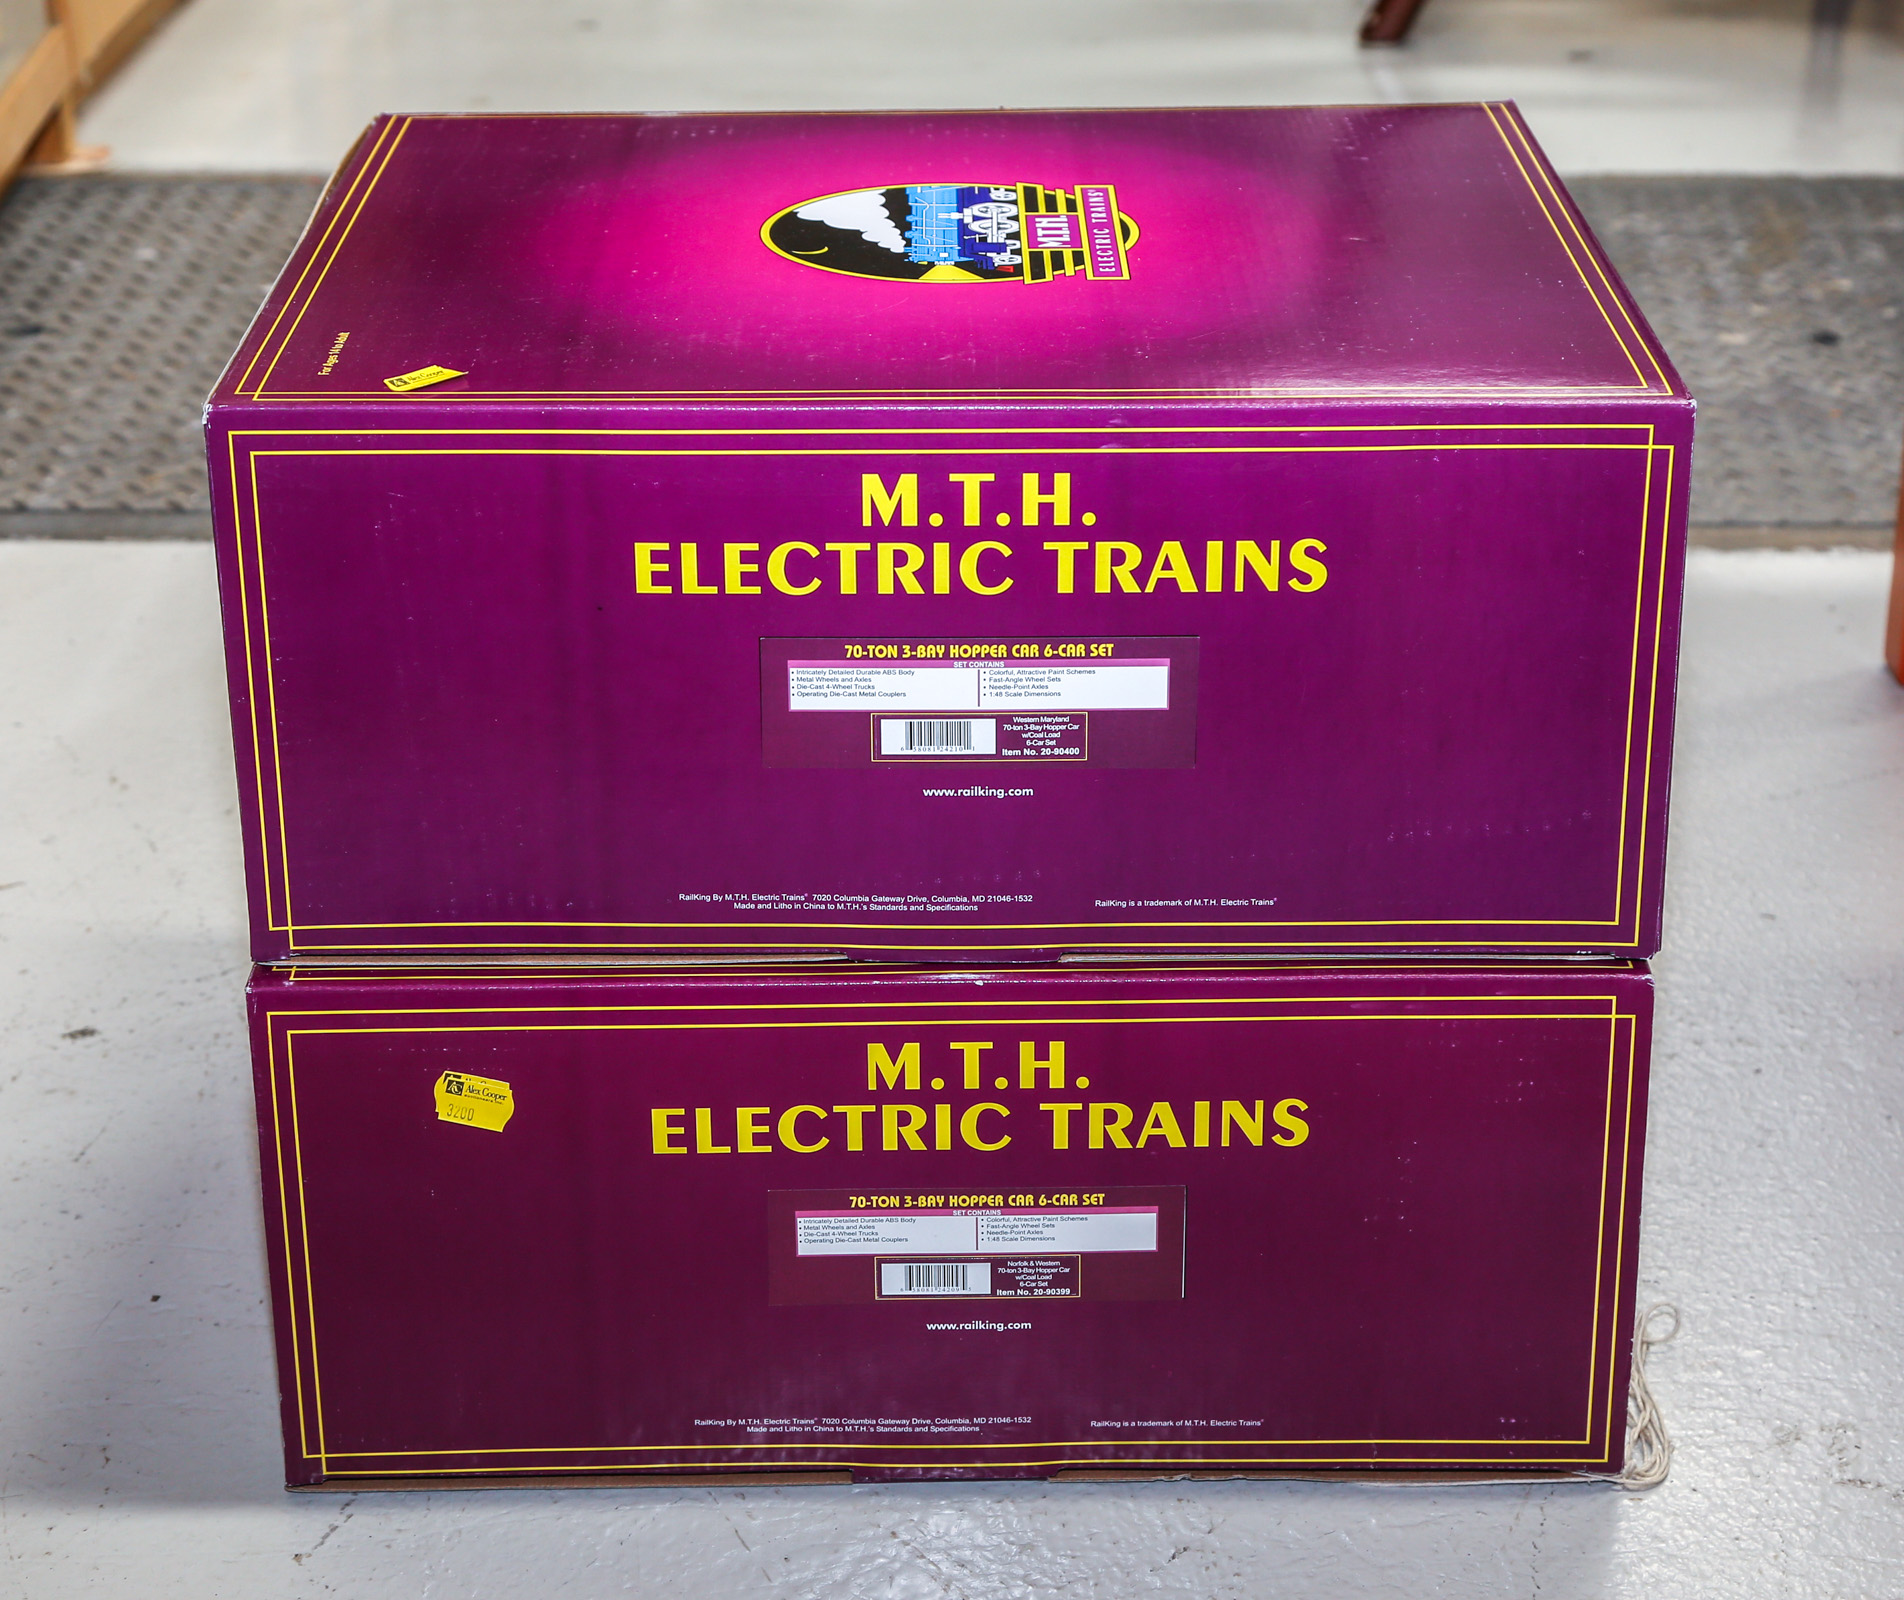 M.T.H.
ELECTRIC TRAINS
For Ages 14 to Adult
Alex Cooper
M.T.H.
ELECTRIC TRAINS
70-TON 3-BAY HOPPER CAR 6-CAR SET
SET CONTAINS
• Intricately Detailed Durable ABS Body
• Metal Wheels and Axles
• Die-Cast 4-Wheel Trucks
• Operating Die-Cast Metal Couplers
• Colorful, Attractive Paint Schemes
• Fast-Angle Wheel Sets
• Needle-Point Axles
• 1:48 Scale Dimensions
Western Maryland
70-ton 3-Bay Hopper Car
w/Coal Load
6-Car Set
Item No. 20-90400
www.railking.com
RailKing By M.T.H. Electric Trains® 7020 Columbia Gateway Drive, Columbia, MD 21046-1532
Made and Litho in China to M.T.H.'s Standards and Specifications
RailKing is a trademark of M.T.H. Electric Trains®
Alex Cooper
auctioneers, inc.
3200
M.T.H.
ELECTRIC TRAINS
70-TON 3-BAY HOPPER CAR 6-CAR SET
SET CONTAINS
• Intricately Detailed Durable ABS Body
• Metal Wheels and Axles
• Die-Cast 4-Wheel Trucks
• Operating Die-Cast Metal Couplers
• Colorful, Attractive Paint Schemes
• Fast-Angle Wheel Sets
• Needle-Point Axles
• 1:48 Scale Dimensions
Norfolk & Western
70-ton 3-Bay Hopper Car
w/Coal Load
6-Car Set
Item No. 20-90399
www.railking.com
RailKing By M.T.H. Electric Trains® 7020 Columbia Gateway Drive, Columbia, MD 21046-1532
Made and Litho in China to M.T.H.'s Standards and Specifications
RailKing is a trademark of M.T.H. Electric Trains®